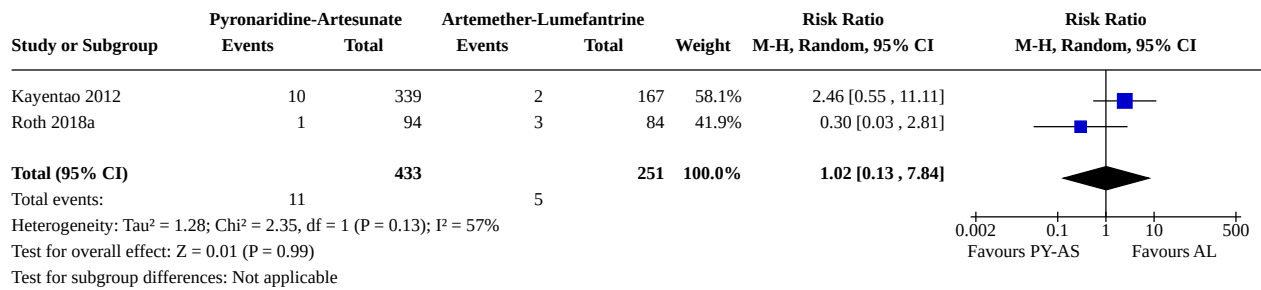 Pyronaridine-Artesunate Artemether-Lumefantrine Risk Ratio Risk Ratio
Study or Subgroup Events Total Events Total Weight M-H, Random, 95% CI M-H, Random, 95% CI
Kayentao 2012 10 339 2 167 58.1% 2.46 [0.55 , 11.11]
Roth 2018a 1 94 3 84 41.9% 0.30 [0.03 , 2.81]
Total (95% CI) 433 251 100.0% 1.02 [0.13 , 7.84]
Total events: 11 5
Heterogeneity: Tau² = 1.28; Chi² = 2.35, df = 1 (P = 0.13); I² = 57%
Test for overall effect: Z = 0.01 (P = 0.99)
Test for subgroup differences: Not applicable
0.002 0.1 1 10 500
Favours PY-AS Favours AL